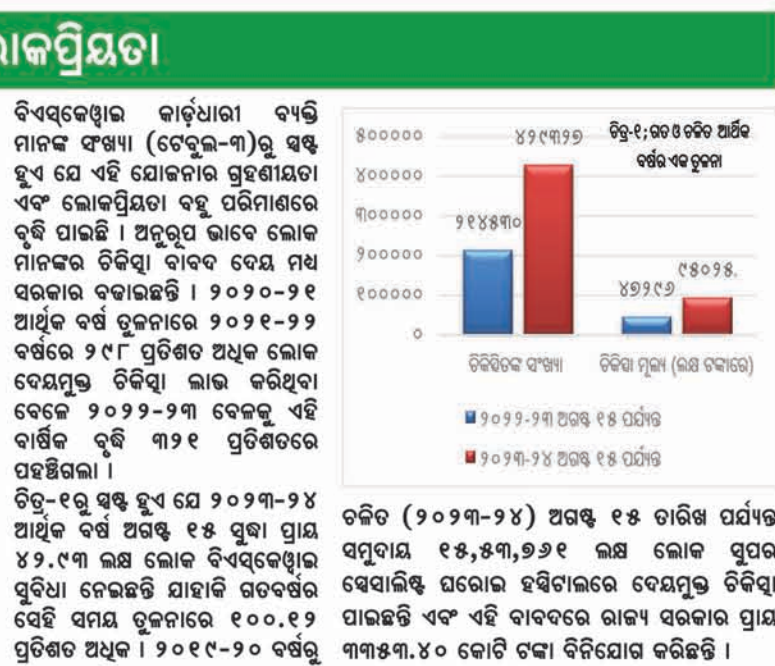 ବିଏସ୍‌କେଓ୍ବାଇ କାର୍ଡ଼ଧାରୀ ବ୍ୟକ୍ତି
ମାନଙ୍କ ସଂଖ୍ୟା (ଟେବୁଲ-୩)ରୁ ସ୍ପଷ୍ଟ
ହୁଏ ଯେ ଏହି ଯୋଜନାର ଗ୍ରହଣୀୟତା
ଏବଂ ଲୋକପ୍ରିୟତା ବହୁ ପରିମାଣରେ
ବୃଦ୍ଧି ପାଇଛି । ଅନୁରୂପ ଭାବେ ଲୋକ
ମାନଙ୍କର ଚିକିତ୍ସା ବାବଦ ଦେୟ ମଧ୍ୟ
ସରକାର ବଢାଇଛନ୍ତି । ୨୦୨୦-୨୧
ଆର୍ଥିକ ବର୍ଷ ତୁଳନାରେ ୨୦୨୧-୨୨
ବର୍ଷରେ ୨୯୮ ପ୍ରତିଶତ ଅଧିକ ଲୋକ
ଦେୟମୁକ୍ତ ଚିକିତ୍ସା ଲାଭ କରିଥିବା
ବେଳେ ୨୦୨୨-୨୩ ବେଳକୁ ଏହି
ବାର୍ଷିକ ବୃଦ୍ଧି ୩୨୧ ପ୍ରତିଶତରେ
ପହଞ୍ଚିଗଲା ।
ଚିତ୍ର-୧ରୁ ସ୍ପଷ୍ଟ ହୁଏ ଯେ ୨୦୨୩-୨୪
ଆର୍ଥିକ ବର୍ଷ ଅଗଷ୍ଟ ୧୫ ସୁଦ୍ଧା ପ୍ରାୟ
୪୨.୯୩ ଲକ୍ଷ ଲୋକ ବିଏସ୍‌କେଓ୍ବାଇ
ସୁବିଧା ନେଇଛନ୍ତି ଯାହାକି ଗତବର୍ଷର
ସେହି ସମୟ ତୁଳନାରେ ୧୦୦.୧୨
ପ୍ରତିଶତ ଅଧିକ । ୨୦୧୯-୨୦ ବର୍ଷରୁ
ଚିତ୍ର-୧; ଗତ ଓ ଚଳିତ ଆର୍ଥିକ
ବର୍ଷର ଏକ ତୁଳନା
୫୦୦୦୦୦
୪୦୦୦୦୦
୩୦୦୦୦୦
୨୦୦୦୦୦
୧୦୦୦୦୦
୦
୨୧୪୫୩୦
୪୨୯୩୨୭
୪୭୨୯୬
୯୫୦୨୫.
ଚିକିତ୍ସିତଙ୍କ ସଂଖ୍ୟା
ଚିକିତ୍ସା ମୂଲ୍ୟ (ଲକ୍ଷ ଟଙ୍କାରେ)
୨୦୨୨-୨୩ ଅଗଷ୍ଟ ୧୫ ପର୍ଯ୍ୟନ୍ତ
୨୦୨୩-୨୪ ଅଗଷ୍ଟ ୧୫ ପର୍ଯ୍ୟନ୍ତ
ଚଳିତ (୨୦୨୩-୨୪) ଅଗଷ୍ଟ ୧୫ ତାରିଖ ପର୍ଯ୍ୟନ୍ତ
ସମୁଦାୟ ୧୫,୫୩,୭୬୧ ଲକ୍ଷ ଲୋକ ସୁପର
ସ୍ପେସାଲିଷ୍ଟ ଘରୋଇ ହସ୍ପିଟାଲରେ ଦେୟମୁକ୍ତ ଚିକିତ୍ସା
ପାଇଛନ୍ତି ଏବଂ ଏହି ବାବଦରେ ରାଜ୍ୟ ସରକାର ପ୍ରାୟ
୩୩୫୩.୪୦ କୋଟି ଟଙ୍କା ବିନିଯୋଗ କରିଛନ୍ତି ।